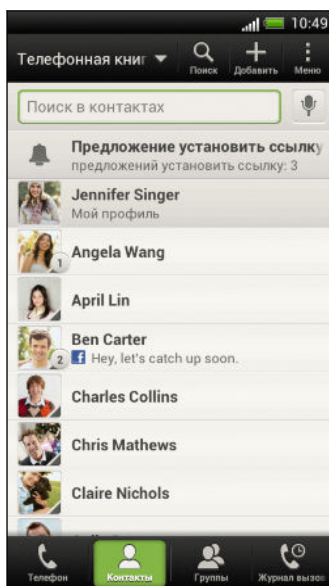 10:49
Телефонная книг
Поиск
Добавить
Меню
Поиск в контактах
Предложение установить ссылку
предложений установить ссылку: 3
Jennifer Singer
Мой профиль
Angela Wang
1
April Lin
Ben Carter
2
Hey, let's catch up soon.
Charles Collins
Chris Mathews
Claire Nichols
Телефон
Контакты
Группы
Журнал вызов